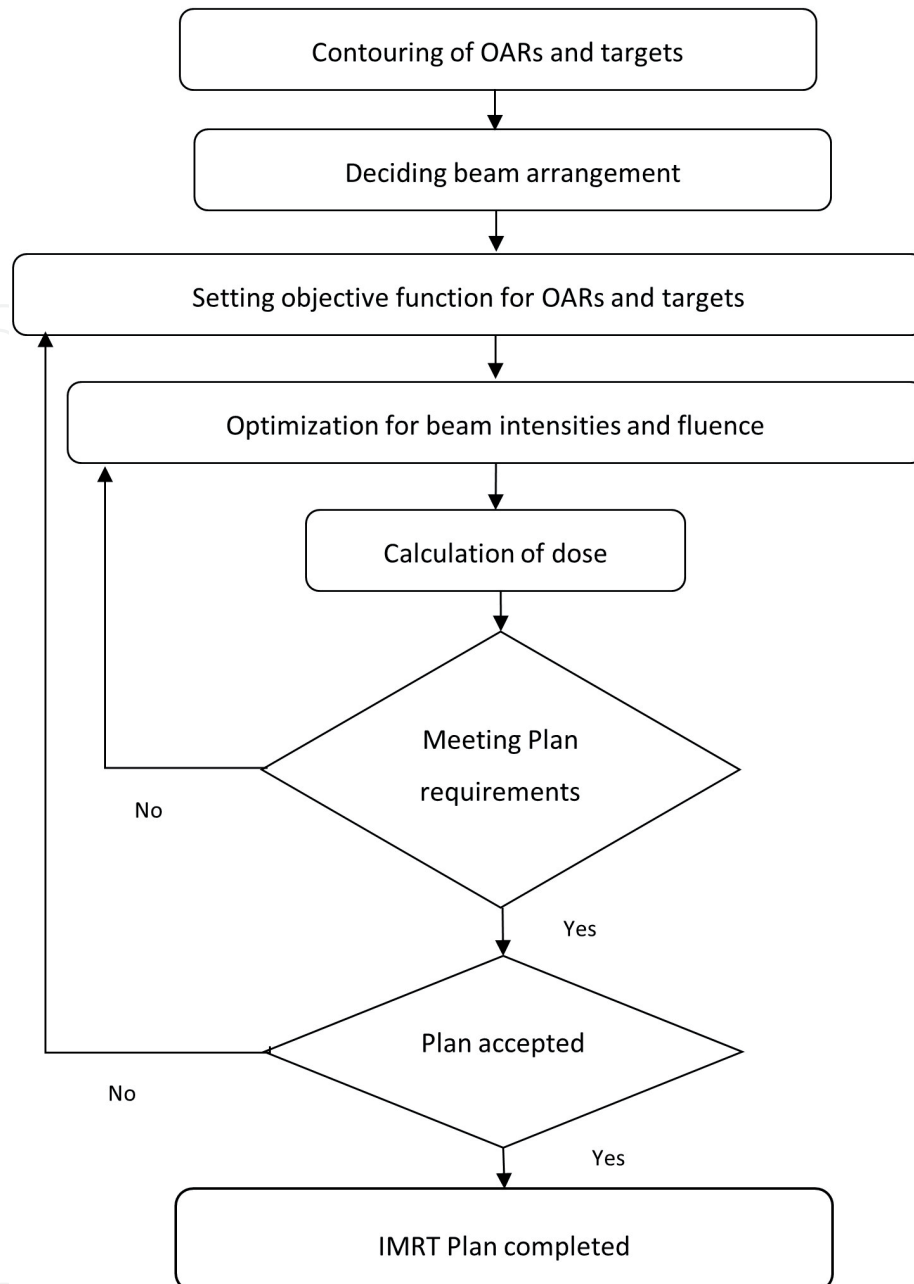 Contouring of OARs and targets
Deciding beam arrangement
Setting objective function for OARs and targets
Optimization for beam intensities and fluence
Calculation of dose
Meeting Plan
requirements
No
Yes
Plan accepted
No
Yes
IMRT Plan completed